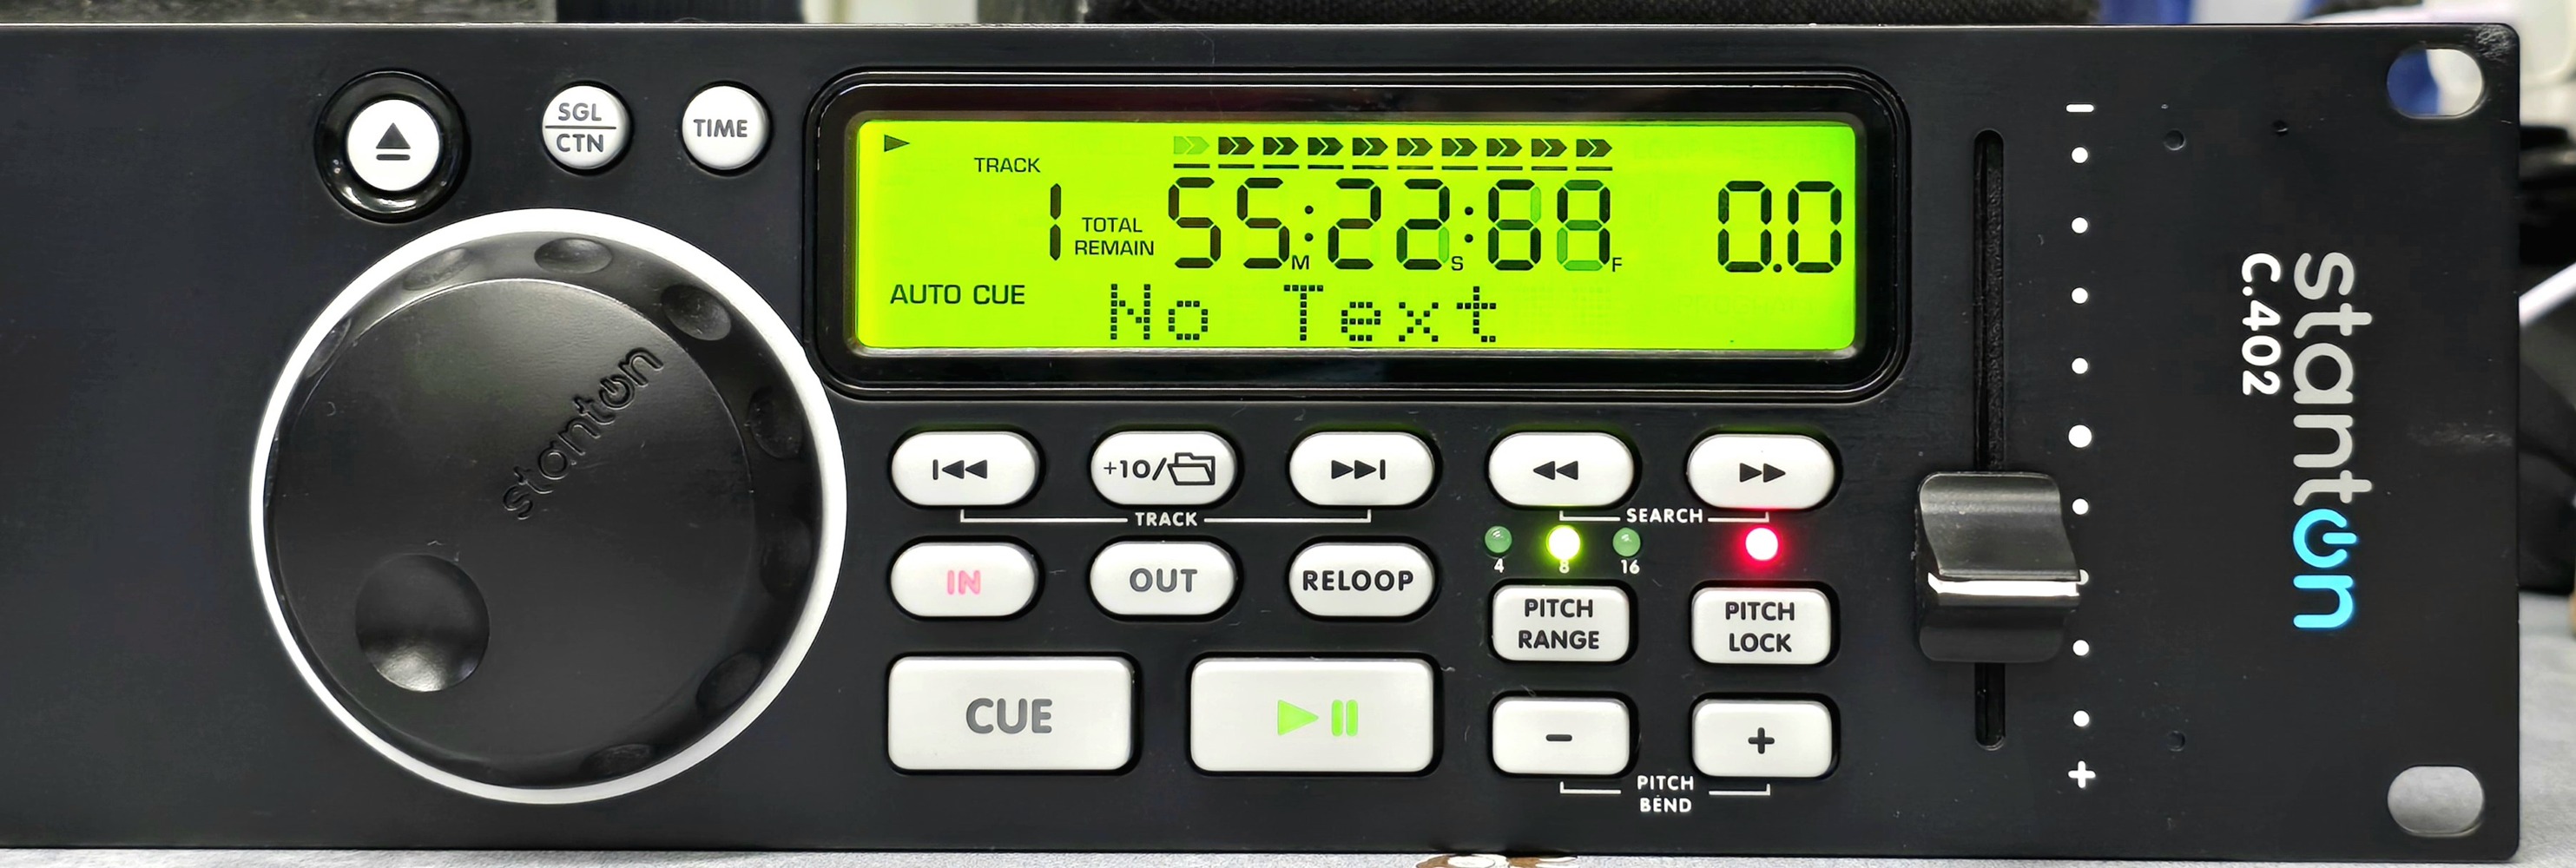 SGL
CTN
TIME
TRACK
1
TOTAL
REMAIN
55:22
M
S
F
0.0
AUTO CUE
No Text
stanton
+10/
TRACK
SEARCH
4
8
16
IN
OUT
RELOOP
PITCH
RANGE
PITCH
LOCK
CUE
-
+
PITCH
BEND
-
+
stanton
C.402